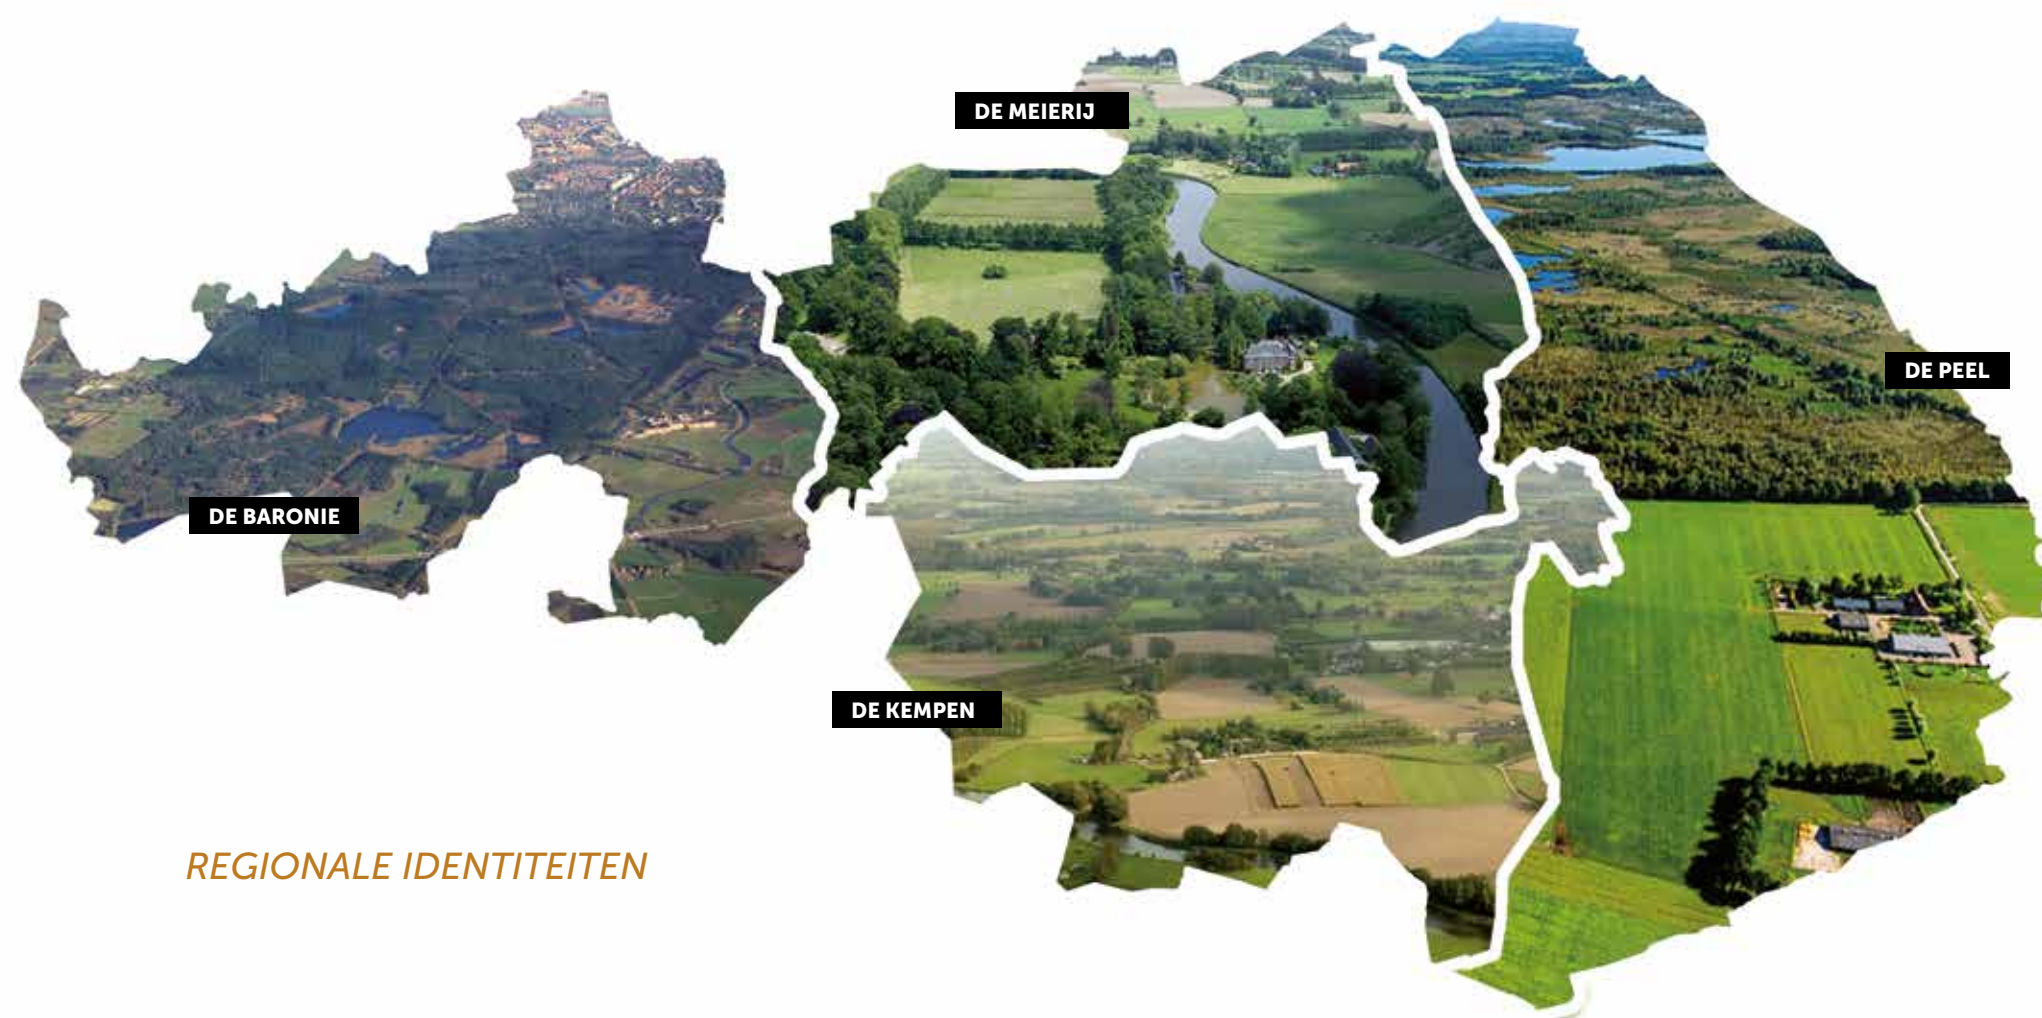 DE MEIERIJ
DE PEEL
DE BARONIE
DE KEMPEN
REGIONALE IDENTITEITEN